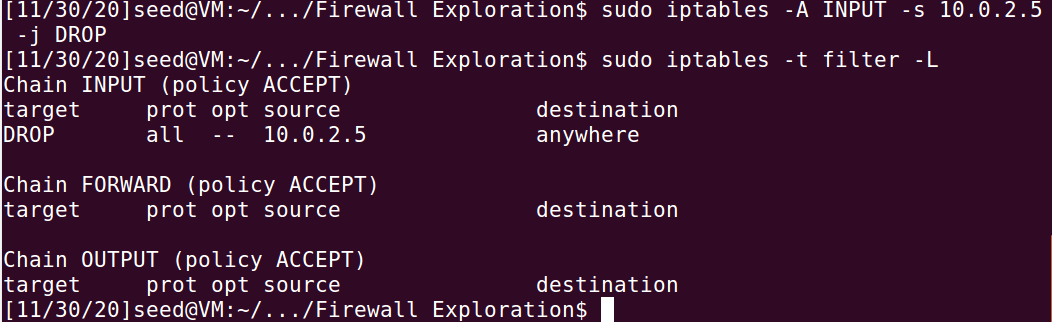 [11/30/20]seed@VM:~/.../Firewall Exploration$ sudo iptables -A INPUT -s 10.0.2.5
 -j DROP
[11/30/20]seed@VM:~/.../Firewall Exploration$ sudo iptables -t filter -L
Chain INPUT (policy ACCEPT)
target     prot opt source               destination
DROP       all  --  10.0.2.5             anywhere

Chain FORWARD (policy ACCEPT)
target     prot opt source               destination

Chain OUTPUT (policy ACCEPT)
target     prot opt source               destination
[11/30/20]seed@VM:~/.../Firewall Exploration$